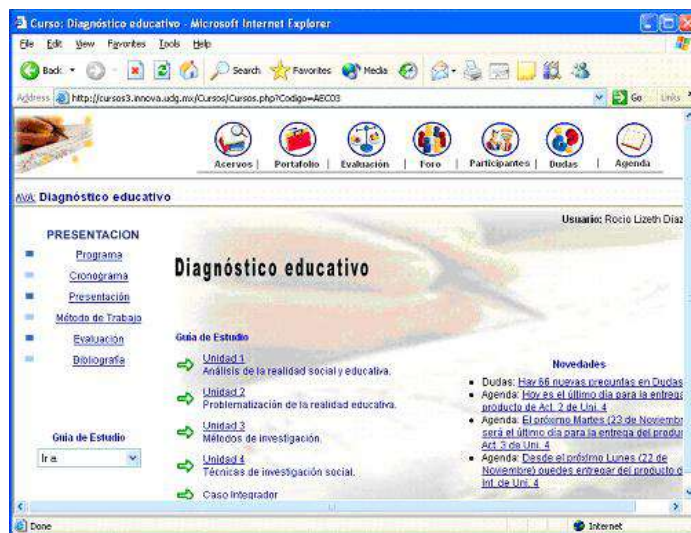 Curso: Diagnóstico educativo - Microsoft Internet Explorer
File Edit View Favorites Tools Help
Back Search Favorites Media
Address http://cursos3.innova.udg.mx/Cursos/Cursos.php?Codigo=AEC03 Go Links
Acervos | Portafolio | Evaluación | Foro | Participantes | Dudas | Agenda
AVA: Diagnóstico educativo
Usuario: Rocio Lizeth Diaz
PRESENTACION
Programa
Cronograma
Presentación
Método de Trabajo
Evaluación
Bibliografía
Guia de Estudio
Ir a
Diagnóstico educativo
Guia de Estudio
Unidad 1
Análisis de la realidad social y educativa.
Unidad 2
Problematización de la realidad educativa.
Unidad 3
Métodos de investigación.
Unidad 4
Técnicas de investigación social.
Caso Integrador
Novedades
Dudas: Hay 66 nuevas preguntas en Dudas
Agenda: Hoy es el último día para la entrega
producto de Act. 2 de Uni. 4
Agenda: El próximo Martes (23 de Noviembr
será el último día para la entrega del produc
Act. 3 de Uni. 4
Agenda: Desde el próximo Lunes (22 de
Noviembre) puedes entregar del producto d
Int. de Uni. 4
Done Internet